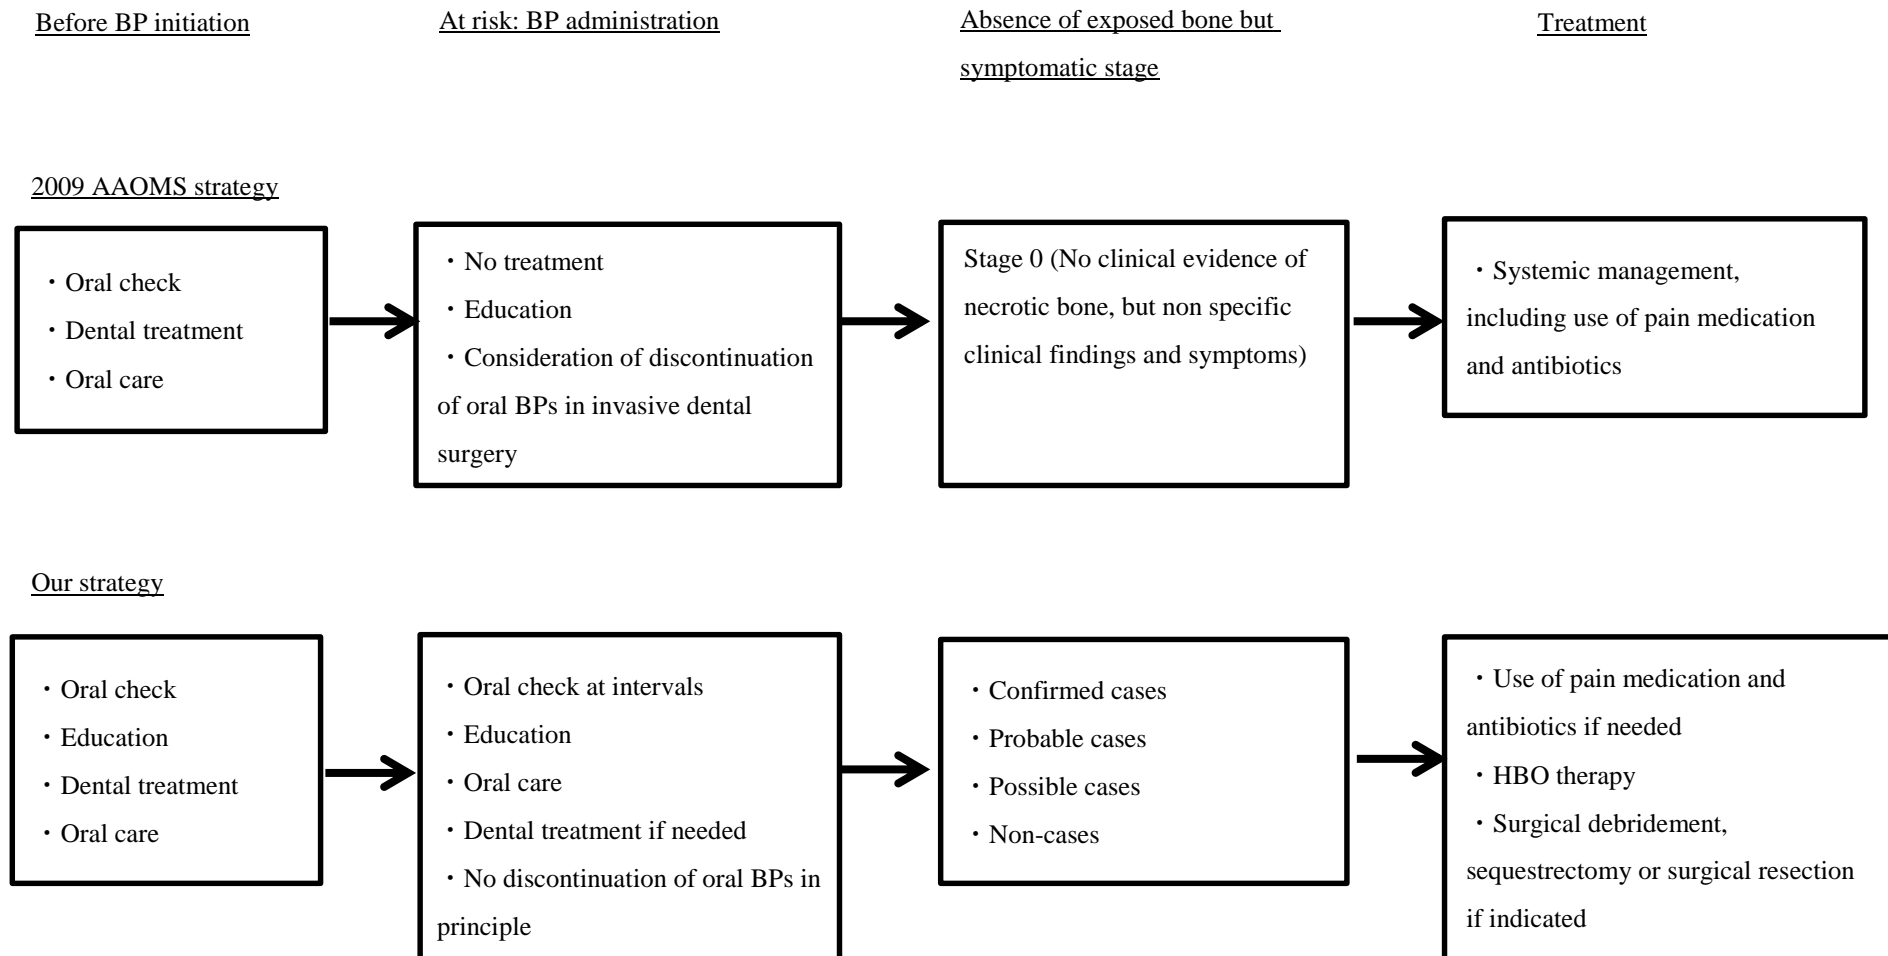 Before BP initiation
At risk: BP administration
Absence of exposed bone but
symptomatic stage
Treatment
2009 AAOMS strategy
・Oral check
・Dental treatment
・Oral care
・No treatment
・Education
・Consideration of discontinuation
of oral BPs in invasive dental
surgery
Stage 0 (No clinical evidence of
necrotic bone, but non specific
clinical findings and symptoms)
・Systemic management,
including use of pain medication
and antibiotics
Our strategy
・Oral check
・Education
・Dental treatment
・Oral care
・Oral check at intervals
・Education
・Oral care
・Dental treatment if needed
・No discontinuation of oral BPs in
principle
・Confirmed cases
・Probable cases
・Possible cases
・Non-cases
・Use of pain medication and
antibiotics if needed
・HBO therapy
・Surgical debridement,
sequestrectomy or surgical resection
if indicated